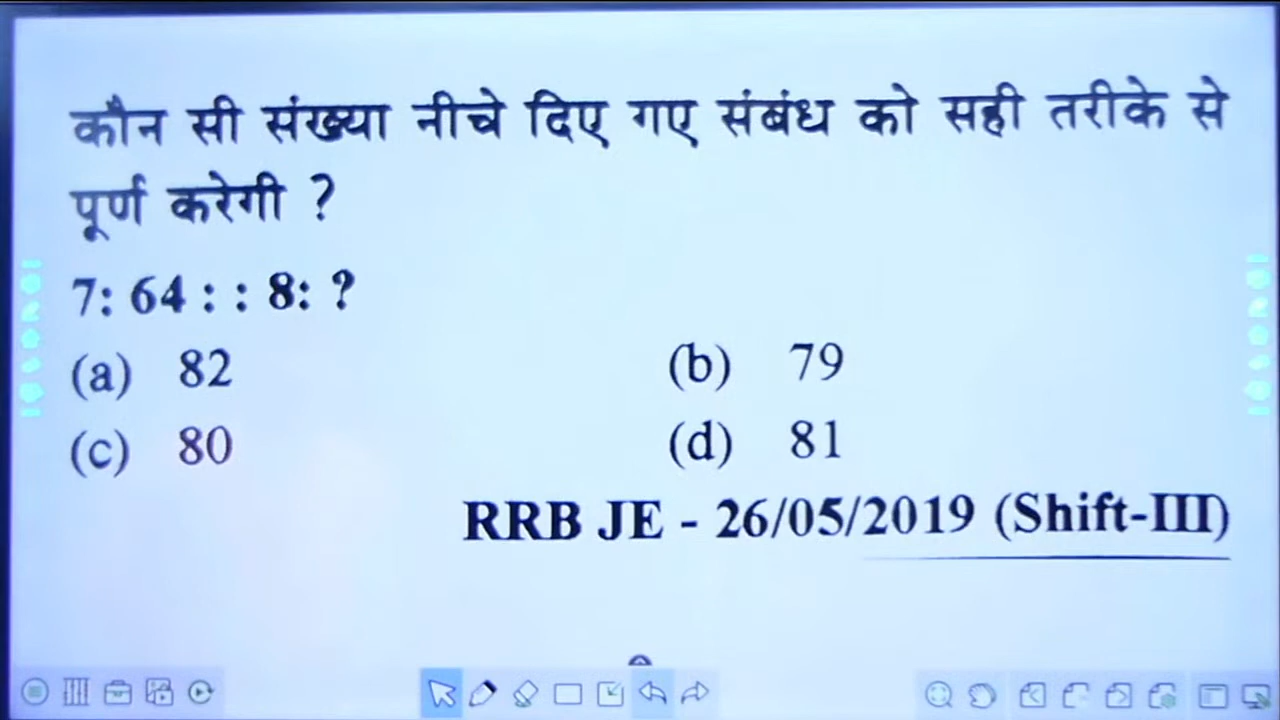 कौन सी संख्या नीचे दिए गए संबंध को सही तरीके से
पूर्ण करेगी ?
7: 64 : : 8: ?
(a) 82 (b) 79
(c) 80 (d) 81
RRB JE - 26/05/2019 (Shift-III)